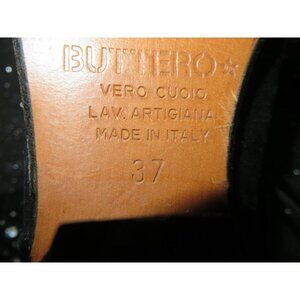 BUTTERO
VERO CUOIO
LAV. ARTIGIANA
MADE IN ITALY
37